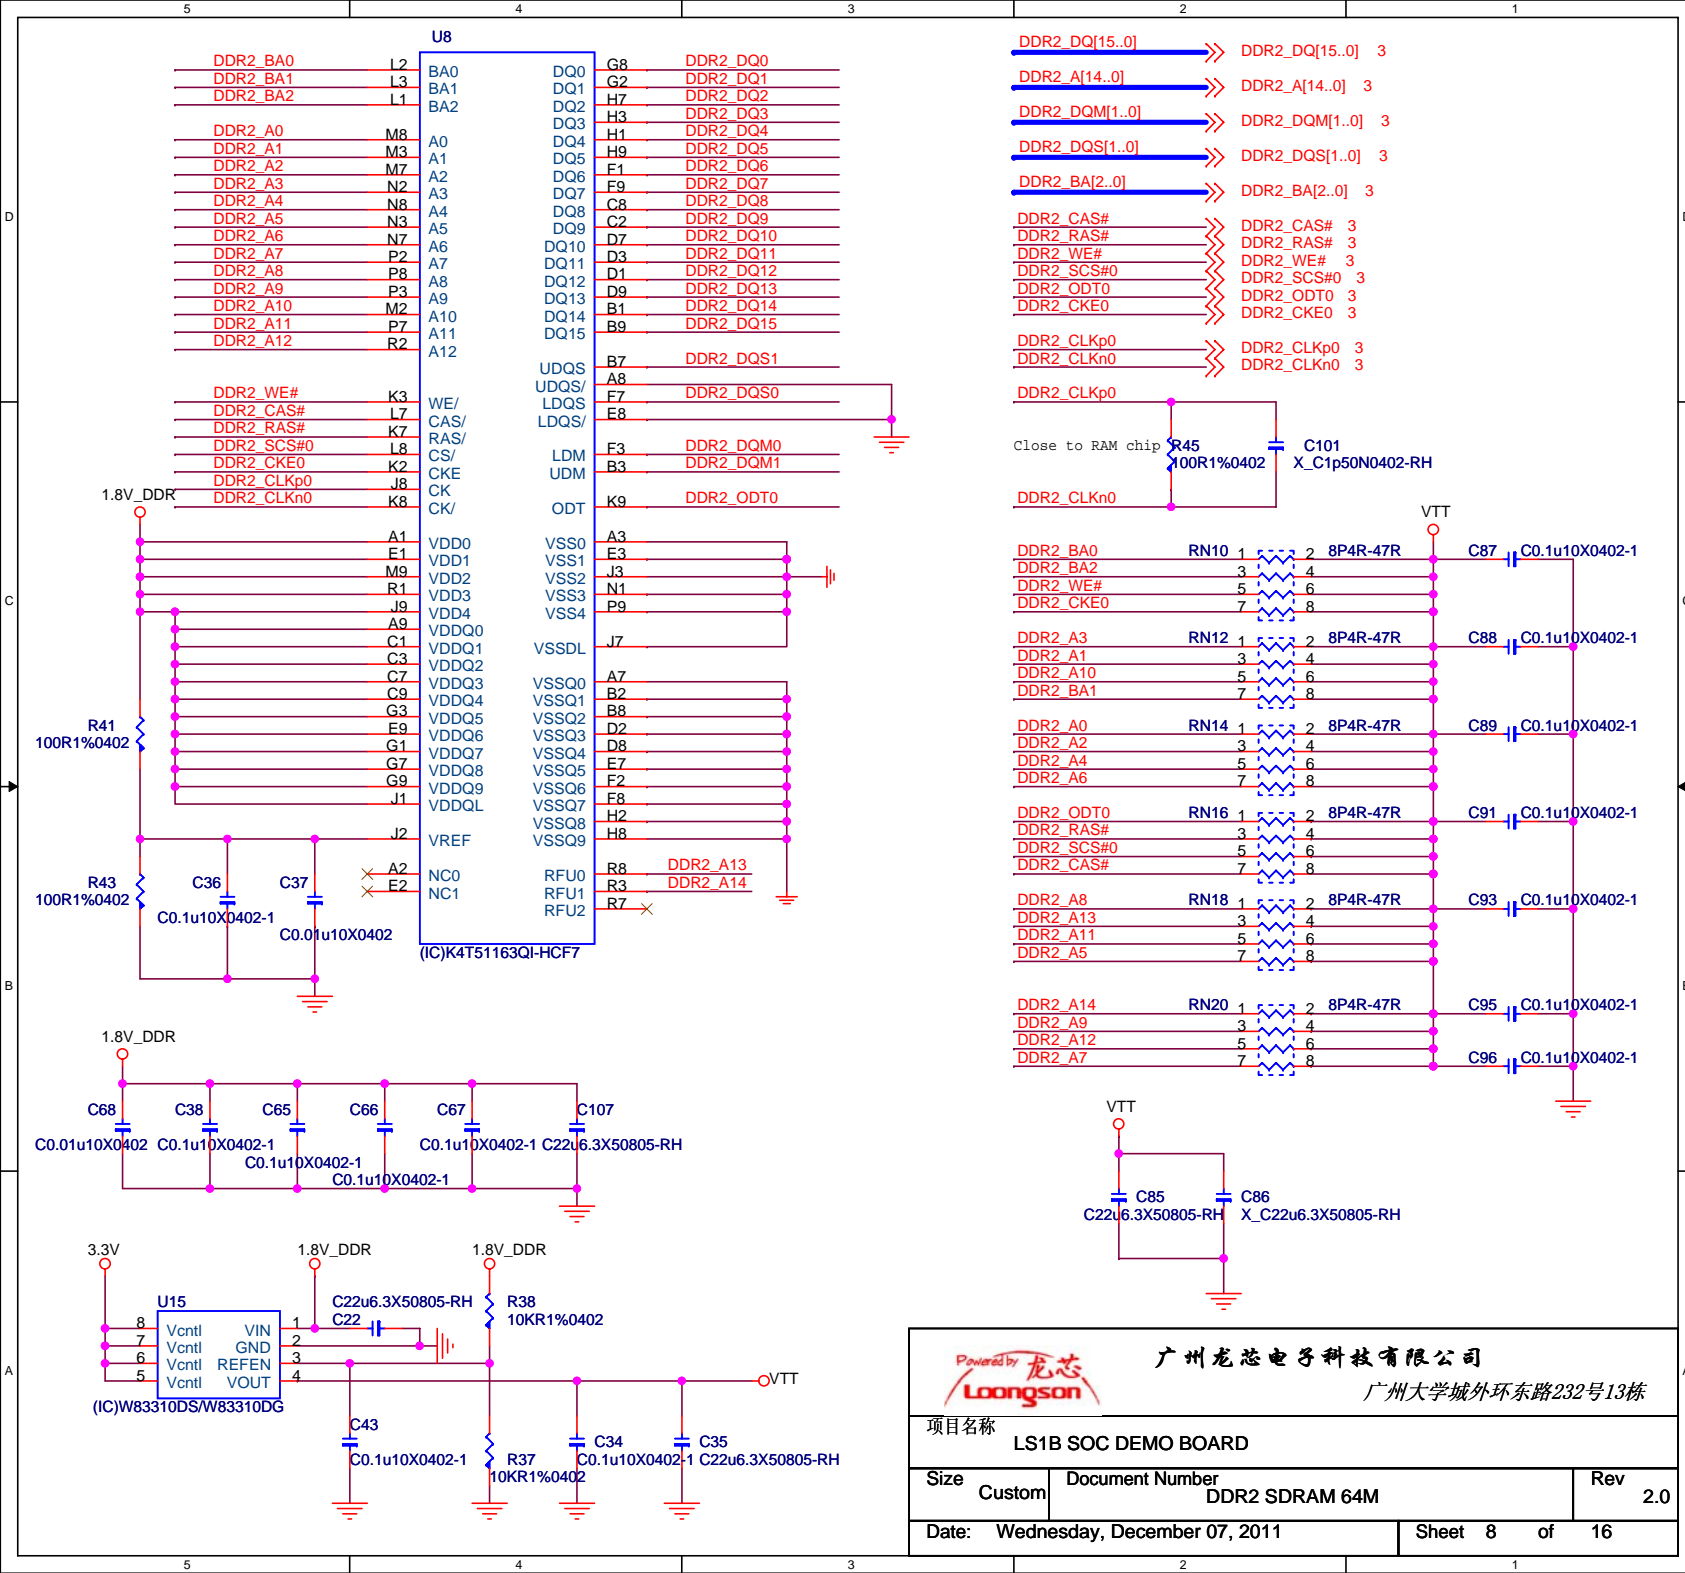 5 4 3 2 1
U8
DDR2_BA0 L2 BA0
DDR2_BA1 L3 BA1
DDR2_BA2 L1 BA2
DDR2_A0 M8 A0
DDR2_A1 M3 A1
DDR2_A2 M7 A2
DDR2_A3 N2 A3
DDR2_A4 N8 A4
DDR2_A5 N3 A5
DDR2_A6 N7 A6
DDR2_A7 P2 A7
DDR2_A8 P8 A8
DDR2_A9 P3 A9
DDR2_A10 M2 A10
DDR2_A11 P7 A11
DDR2_A12 R2 A12
DDR2_WE# K3 WE/
DDR2_CAS# L7 CAS/
DDR2_RAS# K7 RAS/
DDR2_SCS#0 L8 CS/
DDR2_CKE0 K2 CKE
DDR2_CLKp0 J8 CK
DDR2_CLKn0 K8 CK/
1.8V_DDR
A1 VDD0
E1 VDD1
M9 VDD2
R1 VDD3
J9 VDD4
A9 VDDQ0
C1 VDDQ1
C3 VDDQ2
C7 VDDQ3
C9 VDDQ4
G3 VDDQ5
E9 VDDQ6
G1 VDDQ7
G7 VDDQ8
G9 VDDQ9
J1 VDDQL
J2 VREF
A2 NC0
E2 NC1
DQ0 G8 DDR2_DQ0
DQ1 G2 DDR2_DQ1
DQ2 H7 DDR2_DQ2
DQ3 H3 DDR2_DQ3
DQ4 H1 DDR2_DQ4
DQ5 H9 DDR2_DQ5
DQ6 F1 DDR2_DQ6
DQ7 F9 DDR2_DQ7
DQ8 C8 DDR2_DQ8
DQ9 C2 DDR2_DQ9
DQ10 D7 DDR2_DQ10
DQ11 D3 DDR2_DQ11
DQ12 D1 DDR2_DQ12
DQ13 D9 DDR2_DQ13
DQ14 B1 DDR2_DQ14
DQ15 B9 DDR2_DQ15
UDQS B7 DDR2_DQS1
UDQS/ A8
LDQS F7 DDR2_DQS0
LDQS/ E8
LDM F3 DDR2_DQM0
UDM B3 DDR2_DQM1
ODT K9 DDR2_ODT0
VSS0 A3
VSS1 E3
VSS2 J3
VSS3 N1
VSS4 P9
VSSDL J7
VSSQ0 A7
VSSQ1 B2
VSSQ2 B8
VSSQ3 D2
VSSQ4 D8
VSSQ5 E7
VSSQ6 F2
VSSQ7 F8
VSSQ8 H2
VSSQ9 H8
RFU0 R8 DDR2_A13
RFU1 R3 DDR2_A14
RFU2 R7
(IC)K4T51163QI-HCF7
R41
100R1%0402
R43
100R1%0402
C36
C0.1u10X0402-1
C37
C0.01u10X0402
DDR2_DQ[15..0] DDR2_DQ[15..0] 3
DDR2_A[14..0] DDR2_A[14..0] 3
DDR2_DQM[1..0] DDR2_DQM[1..0] 3
DDR2_DQS[1..0] DDR2_DQS[1..0] 3
DDR2_BA[2..0] DDR2_BA[2..0] 3
DDR2_CAS# DDR2_CAS# 3
DDR2_RAS# DDR2_RAS# 3
DDR2_WE# DDR2_WE# 3
DDR2_SCS#0 DDR2_SCS#0 3
DDR2_ODT0 DDR2_ODT0 3
DDR2_CKE0 DDR2_CKE0 3
DDR2_CLKp0 DDR2_CLKp0 3
DDR2_CLKn0 DDR2_CLKn0 3
DDR2_CLKp0
Close to RAM chip
R45
100R1%0402
C101
X_C1p50N0402-RH
DDR2_CLKn0
VTT
DDR2_BA0 RN10 1 2 8P4R-47R C87 C0.1u10X0402-1
DDR2_BA2 3 4
DDR2_WE# 5 6
DDR2_CKE0 7 8
DDR2_A3 RN12 1 2 8P4R-47R C88 C0.1u10X0402-1
DDR2_A1 3 4
DDR2_A10 5 6
DDR2_BA1 7 8
DDR2_A0 RN14 1 2 8P4R-47R C89 C0.1u10X0402-1
DDR2_A2 3 4
DDR2_A4 5 6
DDR2_A6 7 8
DDR2_ODT0 RN16 1 2 8P4R-47R C91 C0.1u10X0402-1
DDR2_RAS# 3 4
DDR2_SCS#0 5 6
DDR2_CAS# 7 8
DDR2_A8 RN18 1 2 8P4R-47R C93 C0.1u10X0402-1
DDR2_A13 3 4
DDR2_A11 5 6
DDR2_A5 7 8
DDR2_A14 RN20 1 2 8P4R-47R C95 C0.1u10X0402-1
DDR2_A9 3 4
DDR2_A12 5 6
DDR2_A7 7 8 C96 C0.1u10X0402-1
1.8V_DDR
C68 C38 C65 C66 C67 C107
C0.01u10X0402 C0.1u10X0402-1 C0.1u10X0402-1 C22u6.3X50805-RH
C0.1u10X0402-1
C0.1u10X0402-1
VTT
C85 C86
C22u6.3X50805-RH X_C22u6.3X50805-RH
3.3V 1.8V_DDR 1.8V_DDR
U15
8 Vcntl VIN 1
7 Vcntl GND 2
6 Vcntl REFEN 3
5 Vcntl VOUT 4
(IC)W83310DS/W83310DG
C22u6.3X50805-RH
C22
R38
10KR1%0402
VTT
C43
C0.1u10X0402-1
R37
10KR1%0402
C34
C0.1u10X0402-1
C35
C22u6.3X50805-RH
Powered by 龙芯
Loongson
广州龙芯电子科技有限公司
广州大学城外环东路232号13栋
项目名称
LS1B SOC DEMO BOARD
Size Custom
Document Number
DDR2 SDRAM 64M
Rev 2.0
Date: Wednesday, December 07, 2011
Sheet 8 of 16
D
C
B
A
5 4 3 2 1